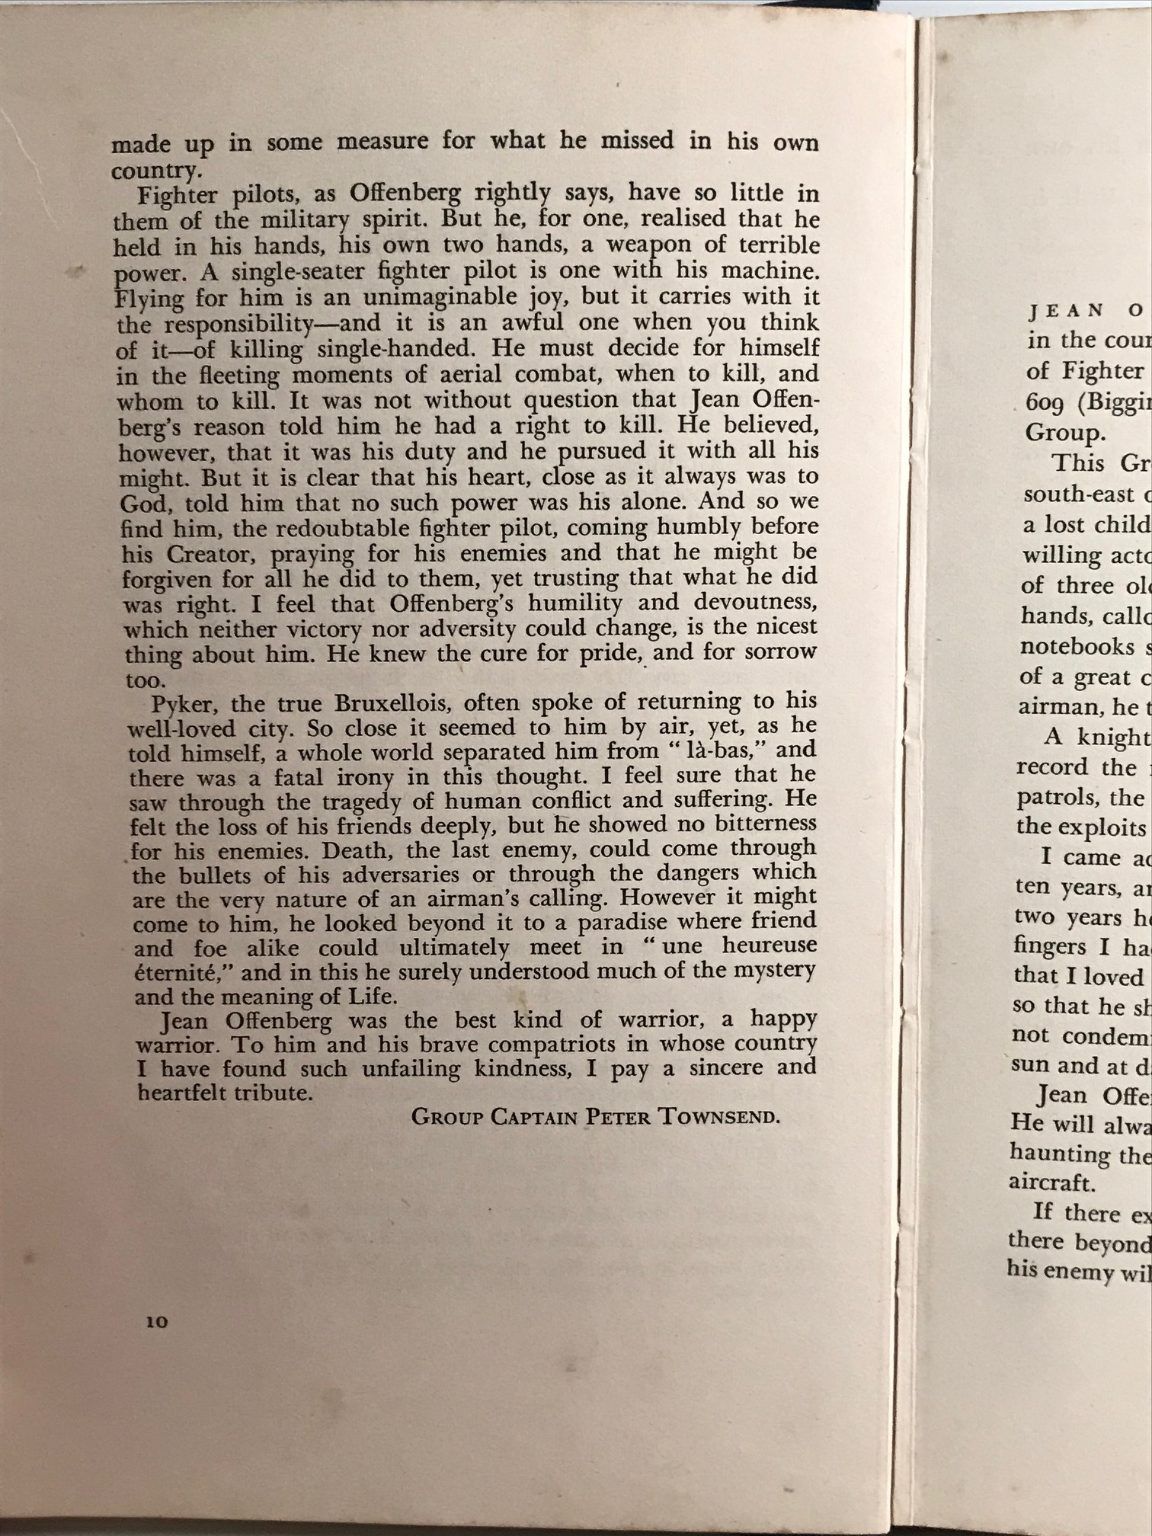 made up in some measure for what he missed in his own
country.
Fighter pilots, as Offenberg rightly says, have so little in
them of the military spirit. But he, for one, realised that he
held in his hands, his own two hands, a weapon of terrible
power. A single-seater fighter pilot is one with his machine.
Flying for him is an unimaginable joy, but it carries with it
the responsibility—and it is an awful one when you think
of it—of killing single-handed. He must decide for himself
in the fleeting moments of aerial combat, when to kill, and
whom to kill. It was not without question that Jean Offen-
berg's reason told him he had a right to kill. He believed,
however, that it was his duty and he pursued it with all his
might. But it is clear that his heart, close as it always was to
God, told him that no such power was his alone. And so we
find him, the redoubtable fighter pilot, coming humbly before
his Creator, praying for his enemies and that he might be
forgiven for all he did to them, yet trusting that what he did
was right. I feel that Offenberg's humility and devoutness,
which neither victory nor adversity could change, is the nicest
thing about him. He knew the cure for pride, and for sorrow
too.
Pyker, the true Bruxellois, often spoke of returning to his
well-loved city. So close it seemed to him by air, yet, as he
told himself, a whole world separated him from “ là-bas,” and
there was a fatal irony in this thought. I feel sure that he
saw through the tragedy of human conflict and suffering. He
felt the loss of his friends deeply, but he showed no bitterness
for his enemies. Death, the last enemy, could come through
the bullets of his adversaries or through the dangers which
are the very nature of an airman's calling. However it might
come to him, he looked beyond it to a paradise where friend
and foe alike could ultimately meet in “ une heureuse
éternité,” and in this he surely understood much of the mystery
and the meaning of Life.
Jean Offenberg was the best kind of warrior, a happy
warrior. To him and his brave compatriots in whose country
I have found such unfailing kindness, I pay a sincere and
heartfelt tribute.
GROUP CAPTAIN PETER TOWNSEND.
10
JEAN O
in the cour
of Fighter
609 (Biggin
Group.
This Gr
south-east
a lost child
willing acto
of three old
hands, callo
notebooks s
of a great c
airman, he t
A knight
record the
patrols, the
the exploits
I came ac
ten years, an
two years he
fingers I ha
that I loved
so that he sh
not condem
sun and at d
Jean Offe
He will alwa
haunting the
aircraft.
If there ex
there beyond
his enemy wil